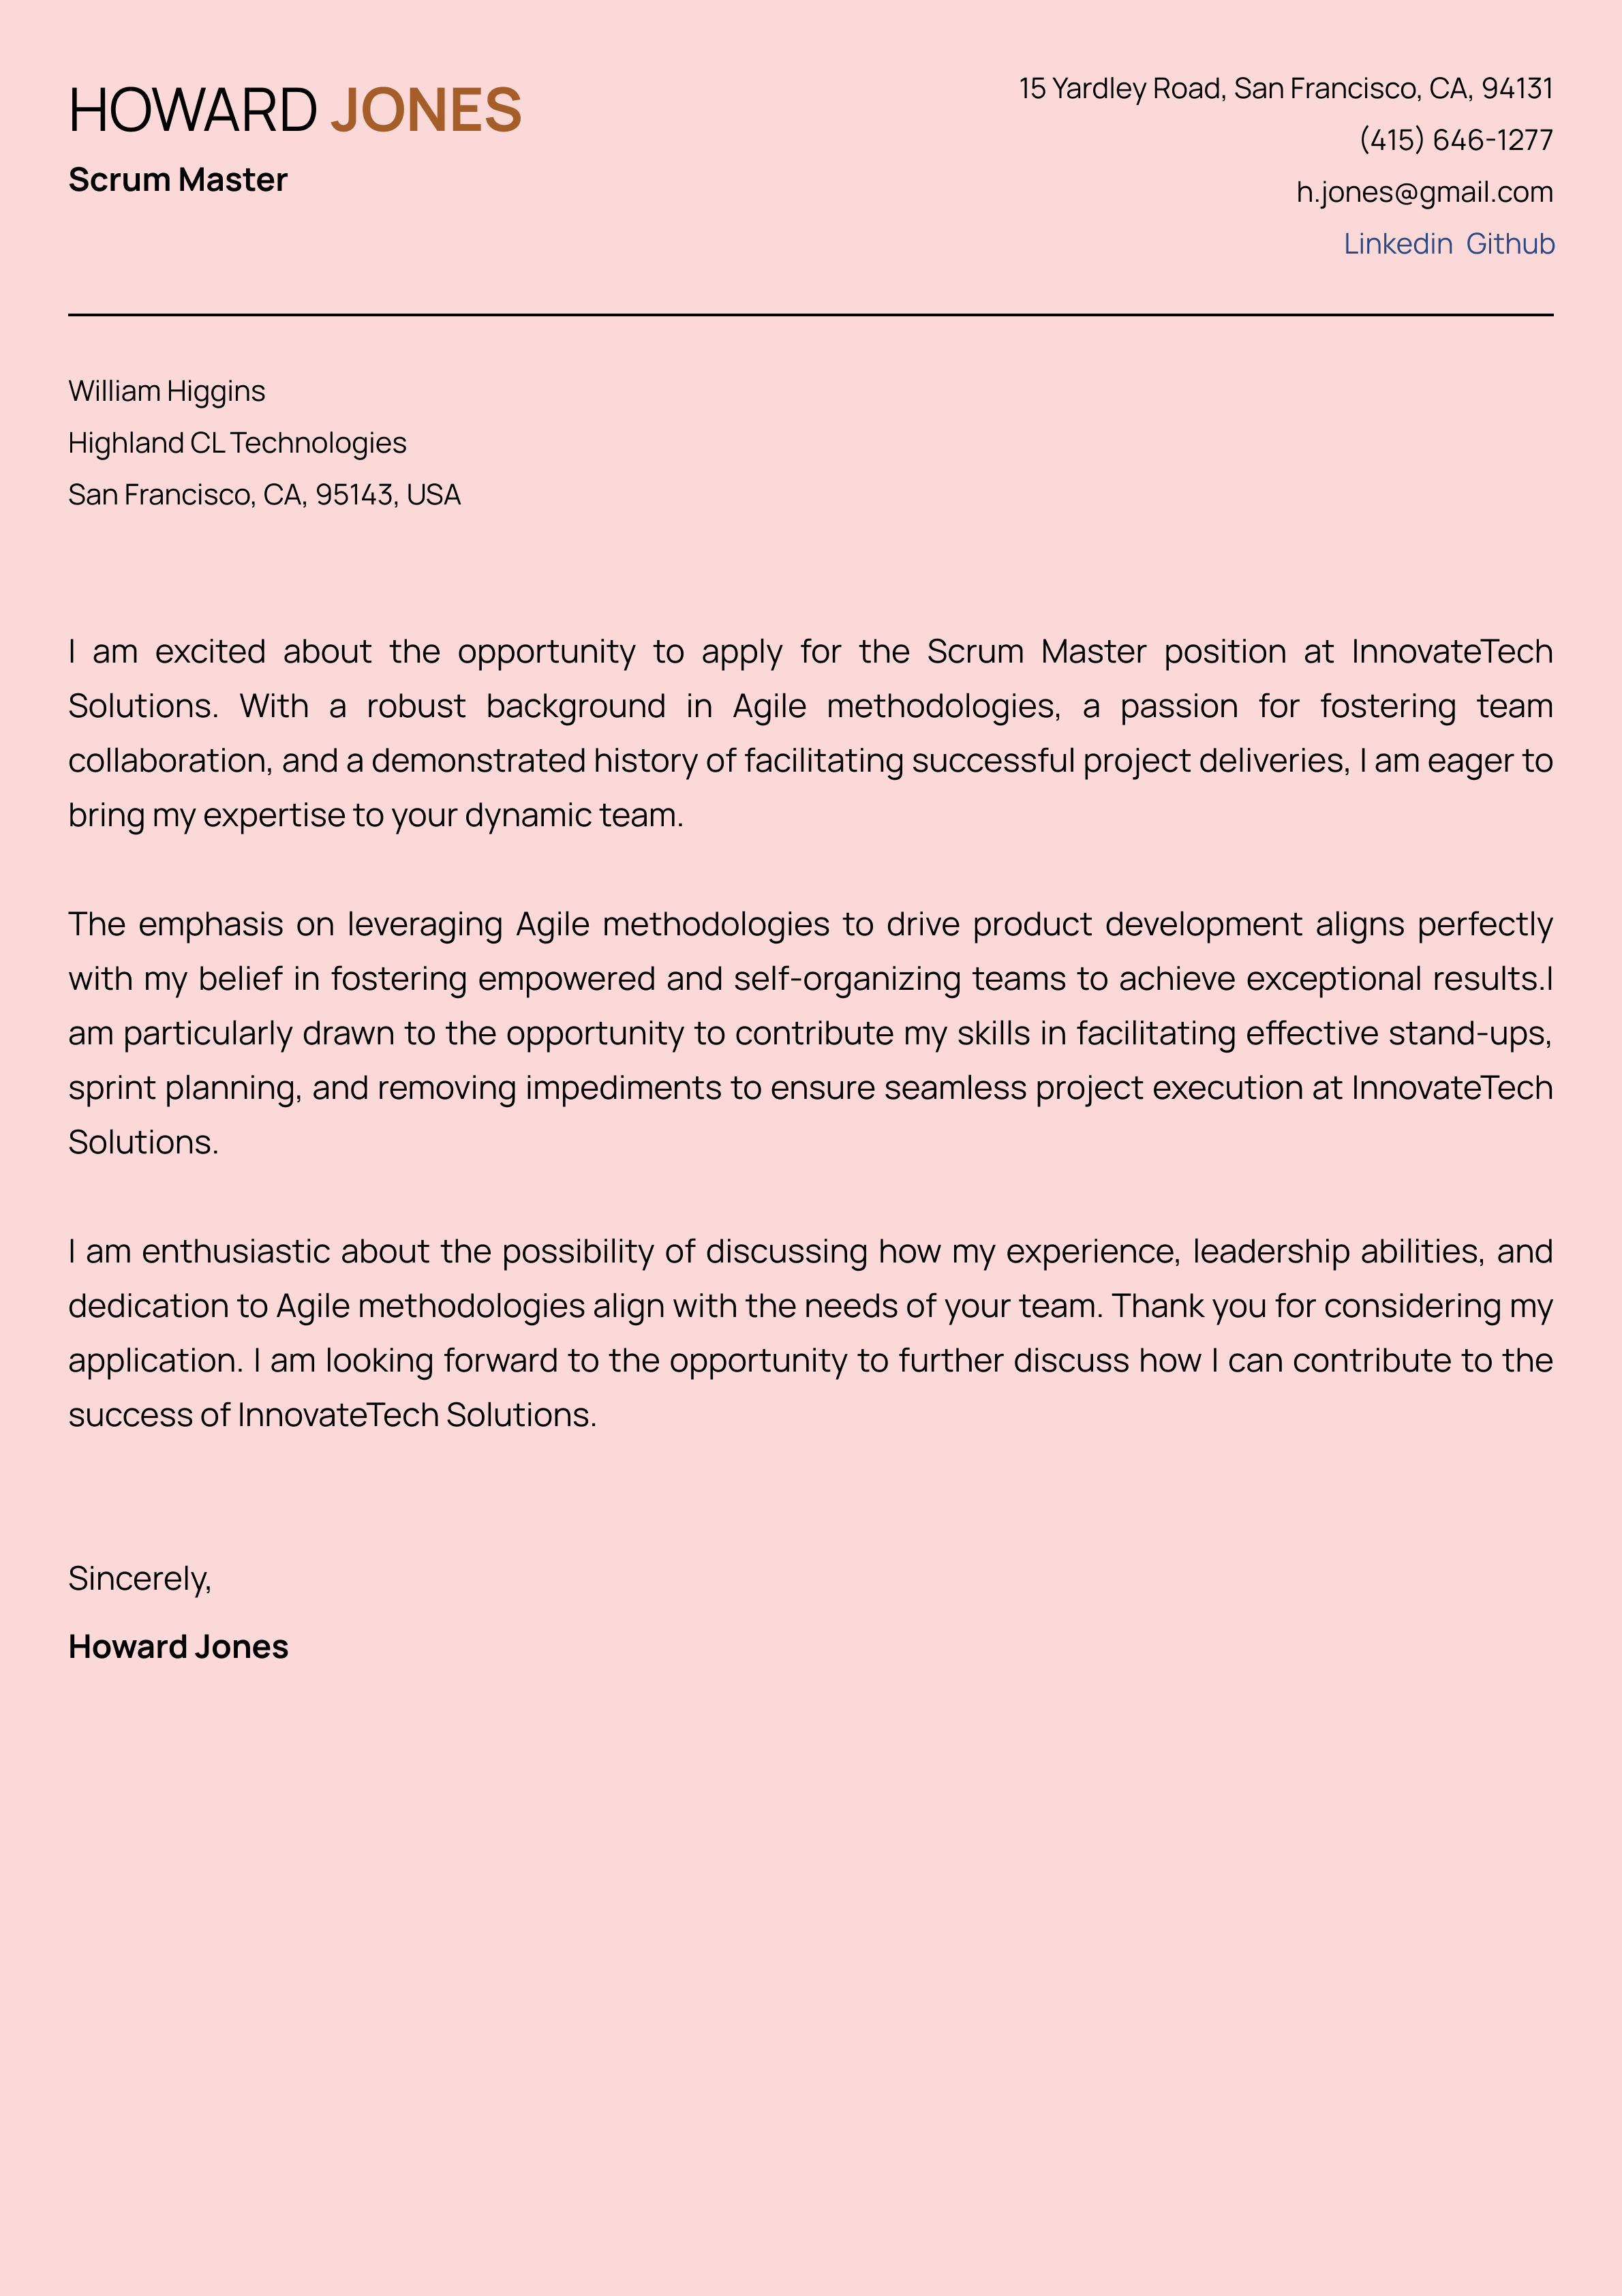 HOWARD JONES
Scrum Master
15 Yardley Road, San Francisco, CA, 94131
(415) 646-1277
h.jones@gmail.com
Linkedin Github
William Higgins
Highland CL Technologies
San Francisco, CA, 95143, USA
I am excited about the opportunity to apply for the Scrum Master position at InnovateTech
Solutions. With a robust background in Agile methodologies, a passion for fostering team
collaboration, and a demonstrated history of facilitating successful project deliveries, I am eager to
bring my expertise to your dynamic team.
The emphasis on leveraging Agile methodologies to drive product development aligns perfectly
with my belief in fostering empowered and self-organizing teams to achieve exceptional results.I
am particularly drawn to the opportunity to contribute my skills in facilitating effective stand-ups,
sprint planning, and removing impediments to ensure seamless project execution at InnovateTech
Solutions.
I am enthusiastic about the possibility of discussing how my experience, leadership abilities, and
dedication to Agile methodologies align with the needs of your team. Thank you for considering my
application. I am looking forward to the opportunity to further discuss how I can contribute to the
success of InnovateTech Solutions.
Sincerely,
Howard Jones